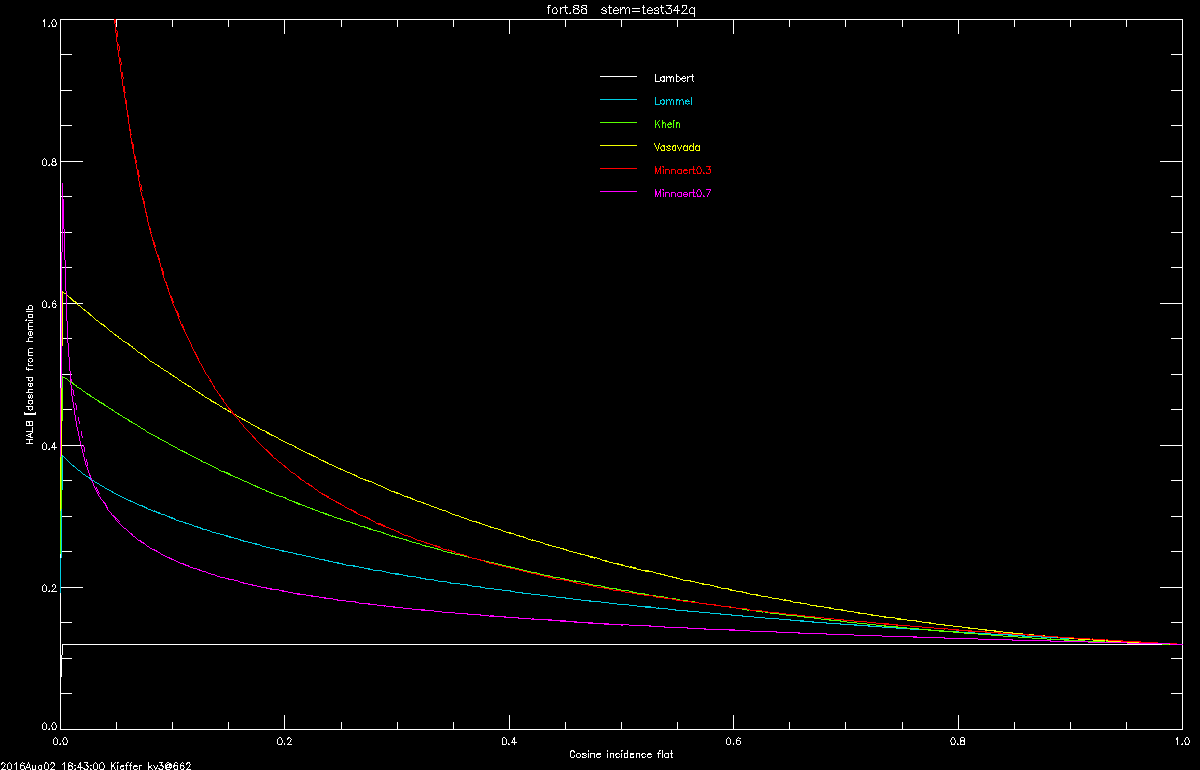 fort.88 stem=test342q
1.0
Lambert
Lommel
Kheim
Vasavada
Minnaert0.3
Minnaert0.7
0.8
0.6
HALB [dashed from hemialb
0.4
0.2
0.0
0.0 0.2 0.4 0.6 0.8 1.0
Cosine incidence flat
2016Aug02 16:43:00 Kieffer kv3@662